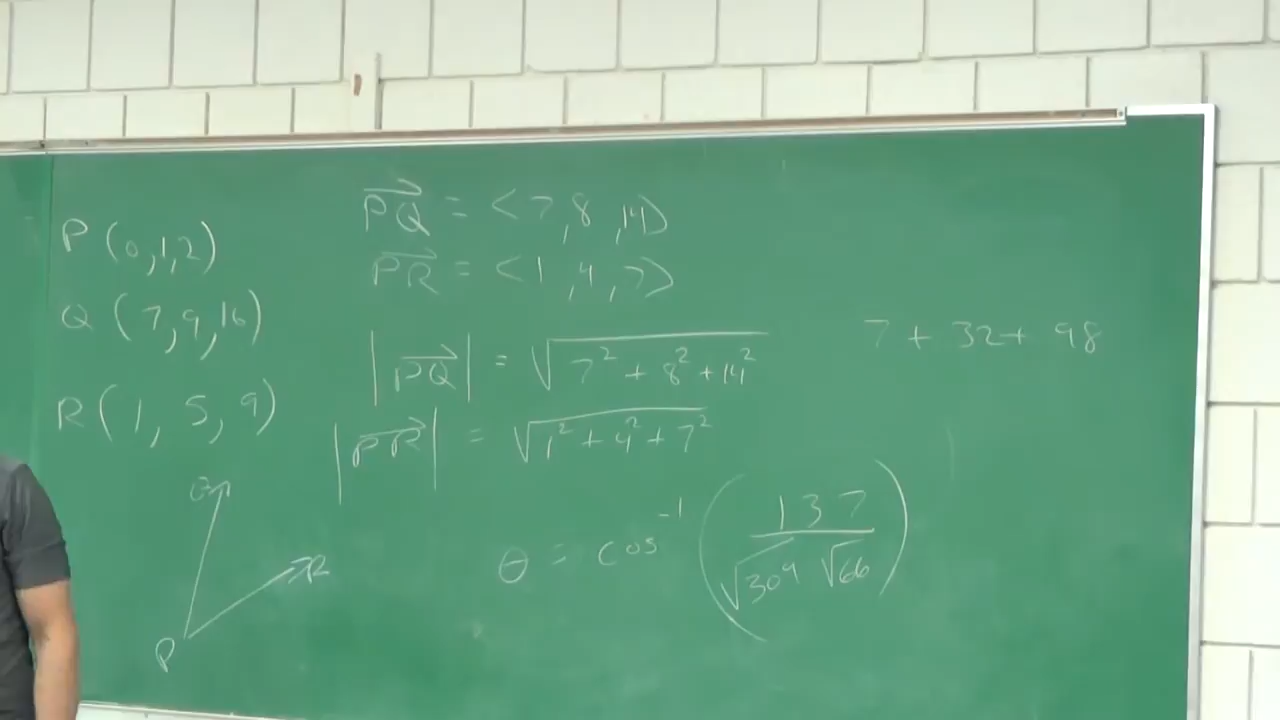 P (0,1,2)
Q (7,9,16)
R (1, 5, 9)
Q
R
P
PQ = <7, 8, 14>
PR = <1, 4, 7>
|PQ| = √(7² + 8² + 14²)
|PR| = √(1² + 4² + 7²)
7 + 32 + 98
θ = cos⁻¹ (137 / √309 √66)